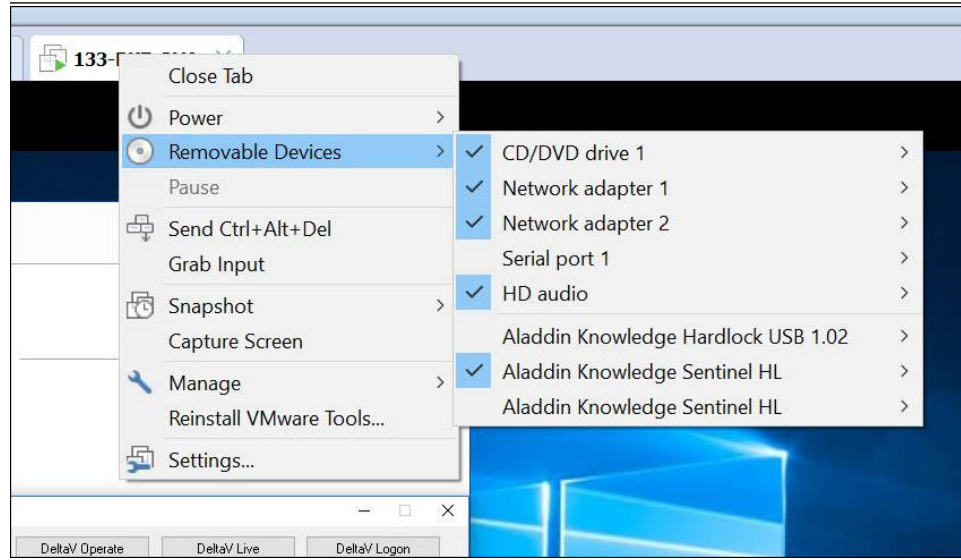 133-
Close Tab
Power
Removable Devices
Pause
Send Ctrl+Alt+Del
Grab Input
Snapshot
Capture Screen
Manage
Reinstall VMware Tools...
Settings...
CD/DVD drive 1
Network adapter 1
Network adapter 2
Serial port 1
HD audio
Aladdin Knowledge Hardlock USB 1.02
Aladdin Knowledge Sentinel HL
Aladdin Knowledge Sentinel HL
DeltaV Operate DeltaV Live DeltaV Logon